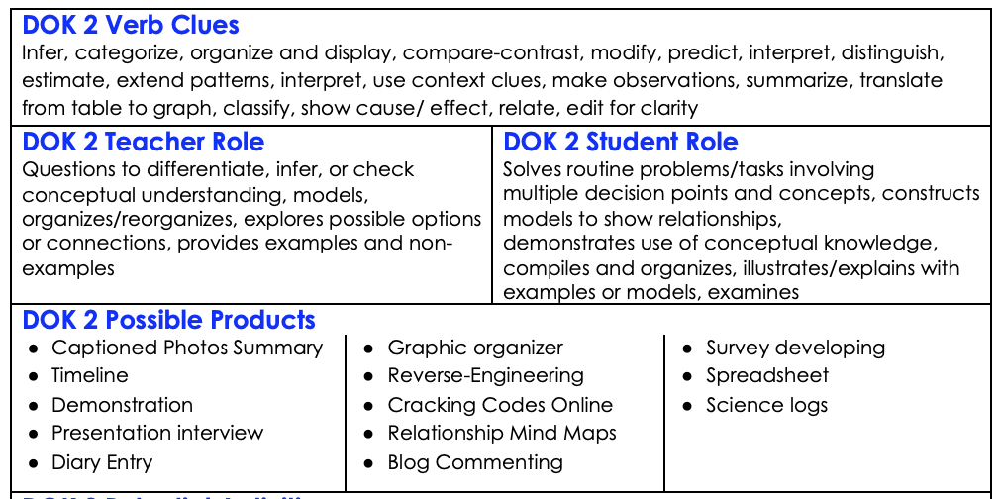 DOK 2 Verb Clues
Infer, categorize, organize and display, compare-contrast, modify, predict, interpret, distinguish,
estimate, extend patterns, interpret, use context clues, make observations, summarize, translate
from table to graph, classify, show cause/ effect, relate, edit for clarity
DOK 2 Teacher Role
Questions to differentiate, infer, or check
conceptual understanding, models,
organizes/reorganizes, explores possible options
or connections, provides examples and non-
examples
DOK 2 Student Role
Solves routine problems/tasks involving
multiple decision points and concepts, constructs
models to show relationships,
demonstrates use of conceptual knowledge,
compiles and organizes, illustrates/explains with
examples or models, examines
DOK 2 Possible Products
● Captioned Photos Summary
● Timeline
● Demonstration
● Presentation interview
● Diary Entry
● Graphic organizer
● Reverse-Engineering
● Cracking Codes Online
● Relationship Mind Maps
● Blog Commenting
● Survey developing
● Spreadsheet
● Science logs